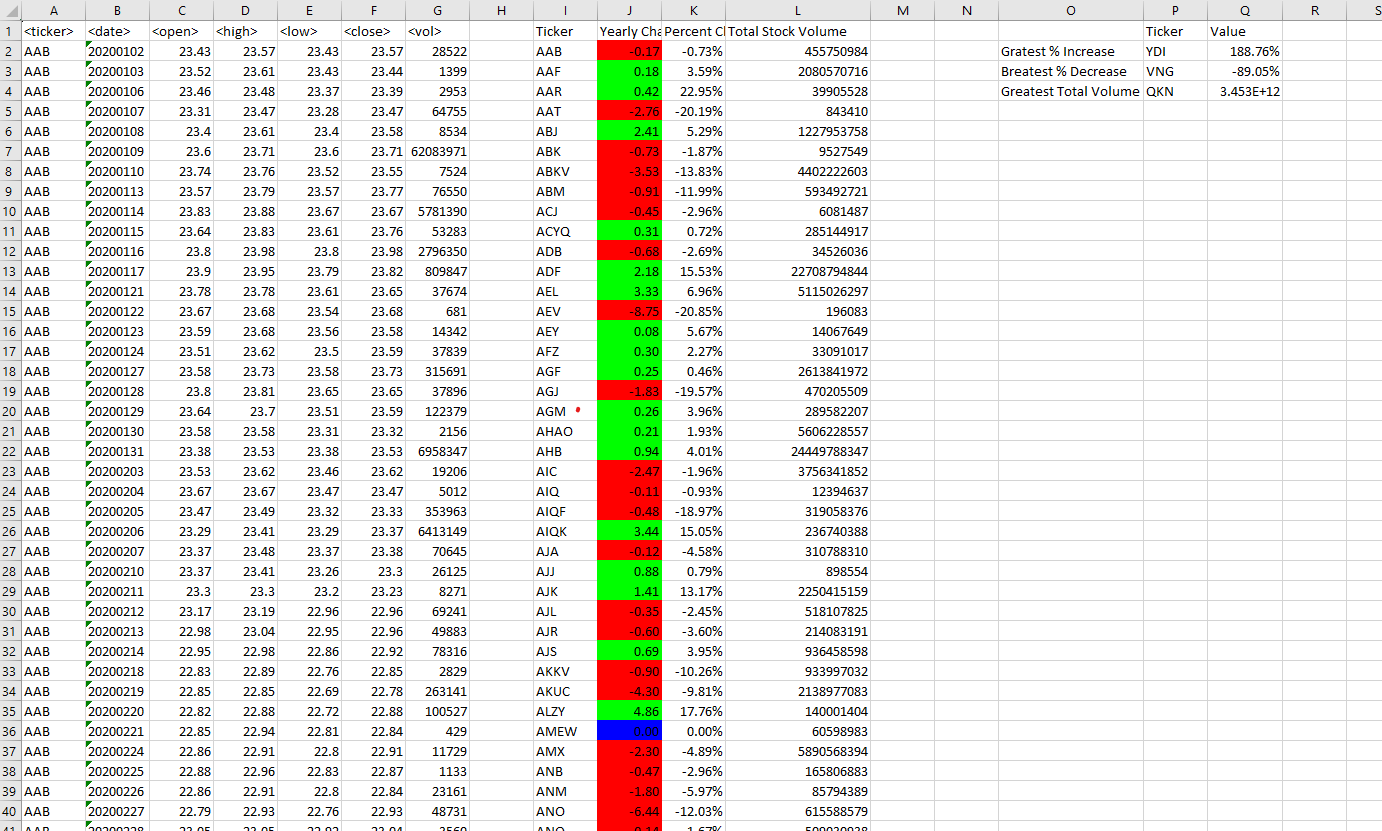 A B C D E F G H I J K L M N O P Q R S
1 <ticker> <date> <open> <high> <low> <close> <vol> Ticker Yearly Cha Percent Cl Total Stock Volume Ticker Value
2 AAB 20200102 23.43 23.57 23.43 23.57 28522 AAB -0.17 -0.73% 455750984 Gratest % Increase YDI 188.76%
3 AAB 20200103 23.52 23.61 23.43 23.44 1399 AAF 0.18 3.59% 2080570716 Breatest % Decrease VNG -89.05%
4 AAB 20200106 23.46 23.48 23.37 23.39 2953 AAR 0.42 22.95% 39905528 Greatest Total Volume QKN 3.453E+12
5 AAB 20200107 23.31 23.47 23.28 23.47 64755 AAT -2.76 -20.19% 843410
6 AAB 20200108 23.4 23.61 23.4 23.58 8534 ABJ 2.41 5.29% 1227953758
7 AAB 20200109 23.6 23.71 23.6 23.71 62083971 ABK -0.73 -1.87% 9527549
8 AAB 20200110 23.74 23.76 23.52 23.55 7524 ABKV -3.53 -13.83% 4402222603
9 AAB 20200113 23.57 23.79 23.57 23.77 76550 ABM -0.91 -11.99% 593492721
10 AAB 20200114 23.83 23.88 23.67 23.67 5781390 ACJ -0.45 -2.96% 6081487
11 AAB 20200115 23.64 23.83 23.61 23.76 53283 ACYQ 0.31 0.72% 285144917
12 AAB 20200116 23.8 23.98 23.8 23.98 2796350 ADB -0.68 -2.69% 34526036
13 AAB 20200117 23.9 23.95 23.79 23.82 809847 ADF 2.18 15.53% 22708794844
14 AAB 20200121 23.78 23.78 23.61 23.65 37674 AEL 3.33 6.96% 5115026297
15 AAB 20200122 23.67 23.68 23.54 23.68 681 AEV -8.75 -20.85% 196083
16 AAB 20200123 23.59 23.68 23.56 23.58 14342 AEY 0.08 5.67% 14067649
17 AAB 20200124 23.51 23.62 23.5 23.59 37839 AFZ 0.30 2.27% 33091017
18 AAB 20200127 23.58 23.73 23.58 23.73 315691 AGF 0.25 0.46% 2613841972
19 AAB 20200128 23.8 23.81 23.65 23.65 37896 AGJ -1.83 -19.57% 470205509
20 AAB 20200129 23.64 23.7 23.51 23.59 122379 AGM 0.26 3.96% 289582207
21 AAB 20200130 23.58 23.58 23.31 23.32 2156 AHAO 0.21 1.93% 5606228557
22 AAB 20200131 23.38 23.53 23.38 23.53 6958347 AHB 0.94 4.01% 24449788347
23 AAB 20200203 23.53 23.62 23.46 23.62 19206 AIC -2.47 -1.96% 3756341852
24 AAB 20200204 23.67 23.67 23.47 23.47 5012 AIQ -0.11 -0.93% 12394637
25 AAB 20200205 23.47 23.49 23.32 23.33 353963 AIQF -0.48 -18.97% 319058376
26 AAB 20200206 23.29 23.41 23.29 23.37 6413149 AIQK 3.44 15.05% 236740388
27 AAB 20200207 23.37 23.48 23.37 23.38 70645 AJA -0.12 -4.58% 310788310
28 AAB 20200210 23.37 23.41 23.26 23.3 26125 AJJ 0.88 0.79% 898554
29 AAB 20200211 23.3 23.3 23.2 23.23 8271 AJK 1.41 13.17% 2250415159
30 AAB 20200212 23.17 23.19 22.96 22.96 69241 AJL -0.35 -2.45% 518107825
31 AAB 20200213 22.98 23.04 22.95 22.96 49883 AJR -0.60 -3.60% 214083191
32 AAB 20200214 22.95 22.98 22.86 22.92 78316 AJS 0.69 3.95% 936458598
33 AAB 20200218 22.83 22.89 22.76 22.85 2829 AKKV -0.90 -10.26% 933997032
34 AAB 20200219 22.85 22.85 22.69 22.78 263141 AKUC -4.30 -9.81% 2138977083
35 AAB 20200220 22.82 22.88 22.72 22.88 100527 ALZY 4.86 17.76% 140001404
36 AAB 20200221 22.85 22.94 22.81 22.84 429 AMEW 0.00 0.00% 60598983
37 AAB 20200224 22.86 22.91 22.8 22.91 11729 AMX -2.30 -4.89% 5890568394
38 AAB 20200225 22.88 22.96 22.83 22.87 1133 ANB -0.47 -2.96% 165806883
39 AAB 20200226 22.86 22.91 22.8 22.84 23161 ANM -1.80 -5.97% 85794389
40 AAB 20200227 22.79 22.93 22.76 22.93 48731 ANO -6.44 -12.03% 615588579